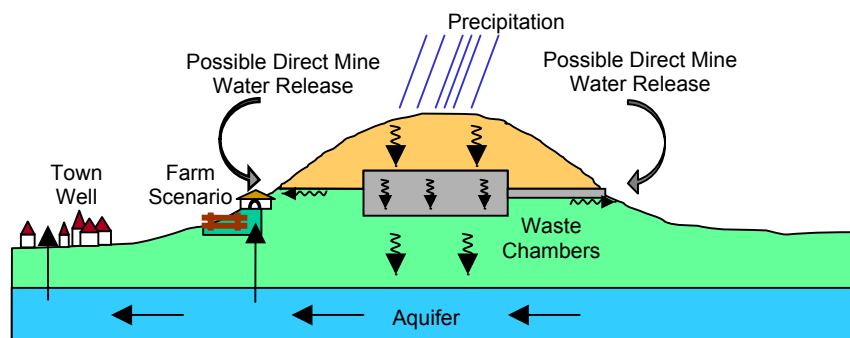 Precipitation
Possible Direct Mine
Water Release
Possible Direct Mine
Water Release
Town
Well
Farm
Scenario
Waste
Chambers
Aquifer